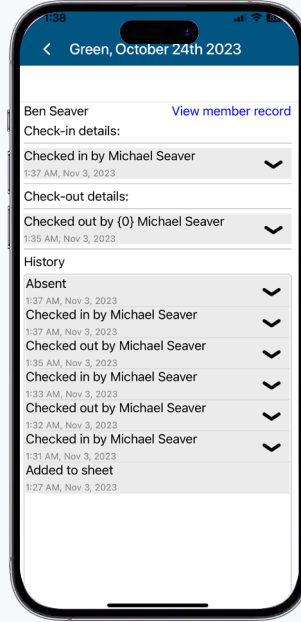 1:38
Green, October 24th 2023
Ben Seaver View member record
Check-in details:
Checked in by Michael Seaver
1:37 AM, Nov 3, 2023
Check-out details:
Checked out by {0} Michael Seaver
1:35 AM, Nov 3, 2023
History
Absent
1:37 AM, Nov 3, 2023
Checked in by Michael Seaver
1:37 AM, Nov 3, 2023
Checked out by Michael Seaver
1:35 AM, Nov 3, 2023
Checked in by Michael Seaver
1:33 AM, Nov 3, 2023
Checked out by Michael Seaver
1:32 AM, Nov 3, 2023
Checked in by Michael Seaver
1:31 AM, Nov 3, 2023
Added to sheet
1:27 AM, Nov 3, 2023